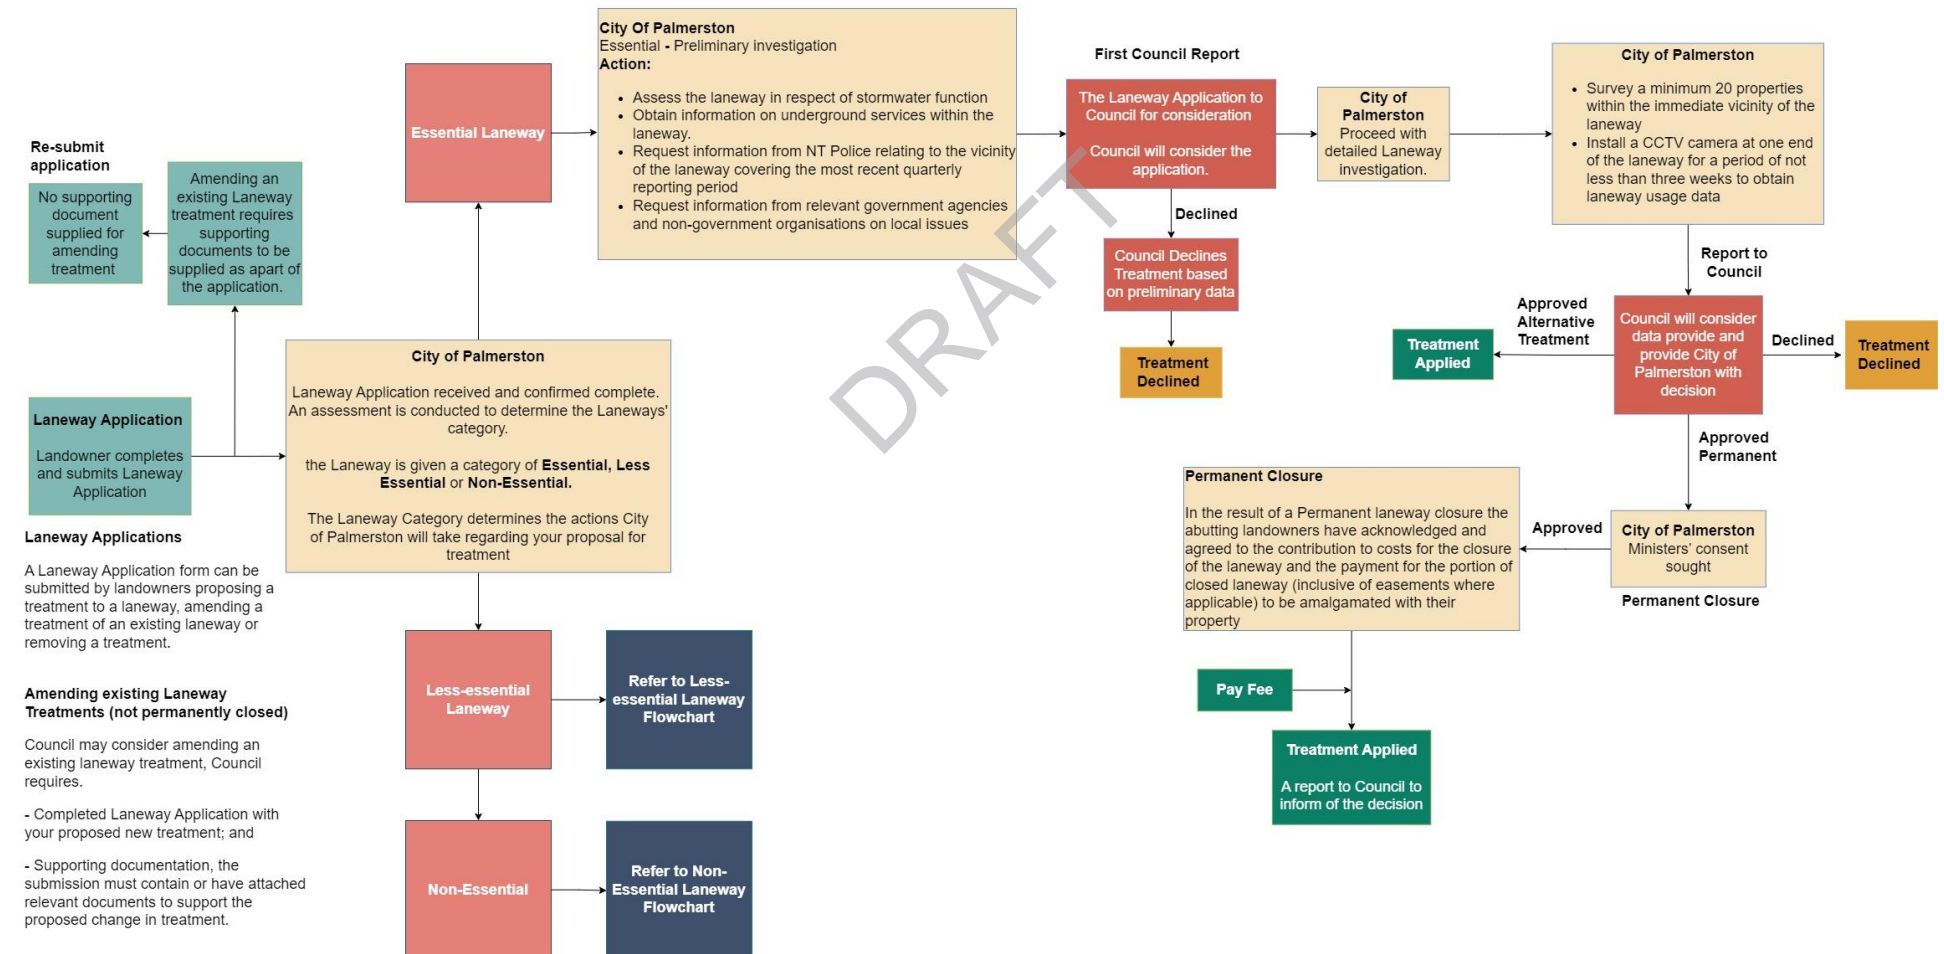 City Of Palmerston
Essential - Preliminary investigation
Action:
• Assess the laneway in respect of stormwater function
• Obtain information on underground services within the
laneway.
• Request information from NT Police relating to the vicinity
of the laneway covering the most recent quarterly
reporting period
• Request information from relevant government agencies
and non-government organisations on local issues
Essential Laneway
First Council Report
The Laneway Application to
Council for consideration
Council will consider the
application.
City of
Palmerston
Proceed with
detailed Laneway
investigation.
City of Palmerston
• Survey a minimum 20 properties
within the immediate vicinity of the
laneway
• Install a CCTV camera at one end
of the laneway for a period of not
less than three weeks to obtain
laneway usage data
Re-submit
application
No supporting
document
supplied for
amending
treatment
Amending an
existing Laneway
treatment requires
supporting
documents to be
supplied as apart of
the application.
Declined
Council Declines
Treatment based
on preliminary data
Treatment
Declined
Report to
Council
Approved
Alternative
Treatment
Treatment
Applied
Council will consider
data provide and
provide City of
Palmerston with
decision
Declined
Treatment
Declined
DRAFT
City of Palmerston
Laneway Application received and confirmed complete.
An assessment is conducted to determine the Laneways'
category.
the Laneway is given a category of Essential, Less
Essential or Non-Essential.
The Laneway Category determines the actions City
of Palmerston will take regarding your proposal for
treatment
Laneway Application
Landowner completes
and submits Laneway
Application
Approved
Permanent
City of Palmerston
Ministers' consent
sought
Permanent Closure
Approved
Permanent Closure
In the result of a Permanent laneway closure the
abutting landowners have acknowledged and
agreed to the contribution to costs for the closure
of the laneway and the payment for the portion of
closed laneway (inclusive of easements where
applicable) to be amalgamated with their
property
Pay Fee
Treatment Applied
A report to Council to
inform of the decision
Laneway Applications
A Laneway Application form can be
submitted by landowners proposing a
treatment to a laneway, amending a
treatment of an existing laneway or
removing a treatment.
Amending existing Laneway
Treatments (not permanently closed)
Council may consider amending an
existing laneway treatment, Council
requires.
- Completed Laneway Application with
your proposed new treatment; and
- Supporting documentation, the
submission must contain or have attached
relevant documents to support the
proposed change in treatment.
Less-essential
Laneway
Refer to Less-
essential Laneway
Flowchart
Non-Essential
Refer to Non-
Essential Laneway
Flowchart